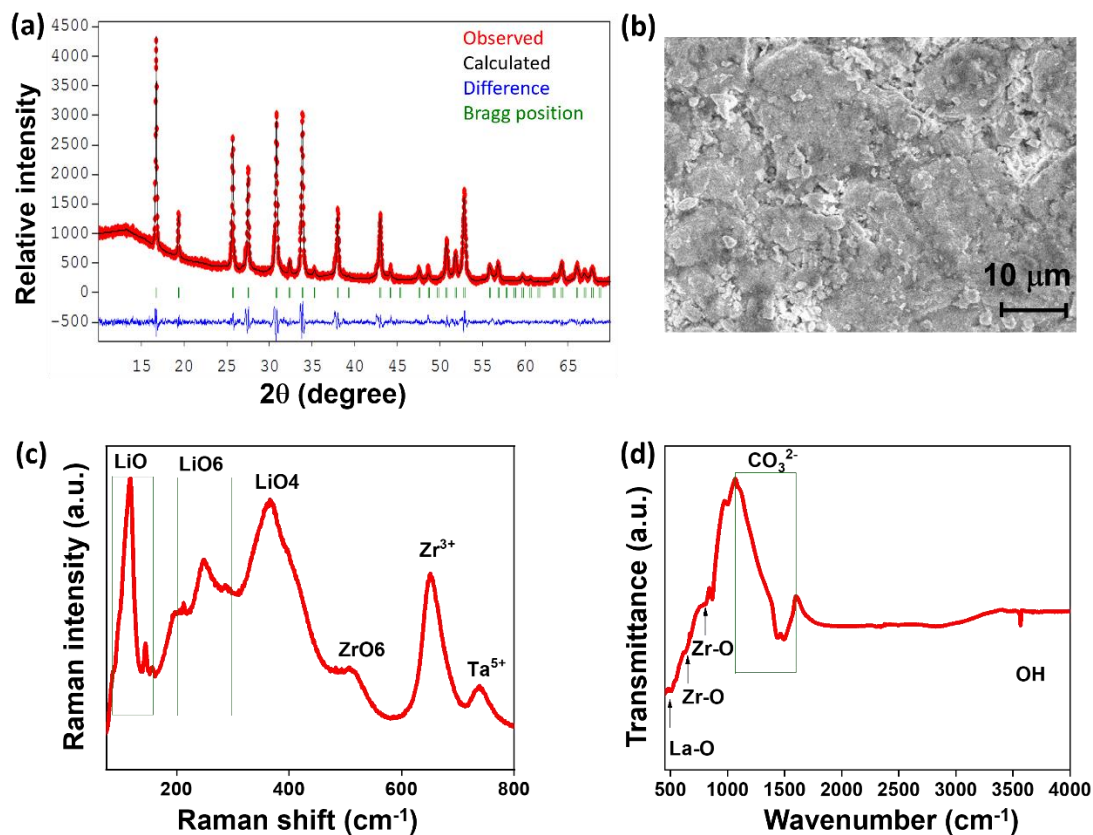 (a)
4500
4000
3500
3000
2500
2000
1500
1000
500
0
-500
Relative intensity
Observed
Calculated
Difference
Bragg position
15 20 25 30 35 40 45 50 55 60 65
2θ (degree)
(b)
10 μm
(c)
LiO
LiO6
LiO4
Zr³⁺
ZrO6
Ta⁵⁺
Raman intensity (a.u.)
200 400 600 800
Raman shift (cm⁻¹)
(d)
CO₃²⁻
Zr-O
Zr-O
La-O
OH
Transmittance (a.u.)
500 1000 1500 2000 2500 3000 3500 4000
Wavenumber (cm⁻¹)